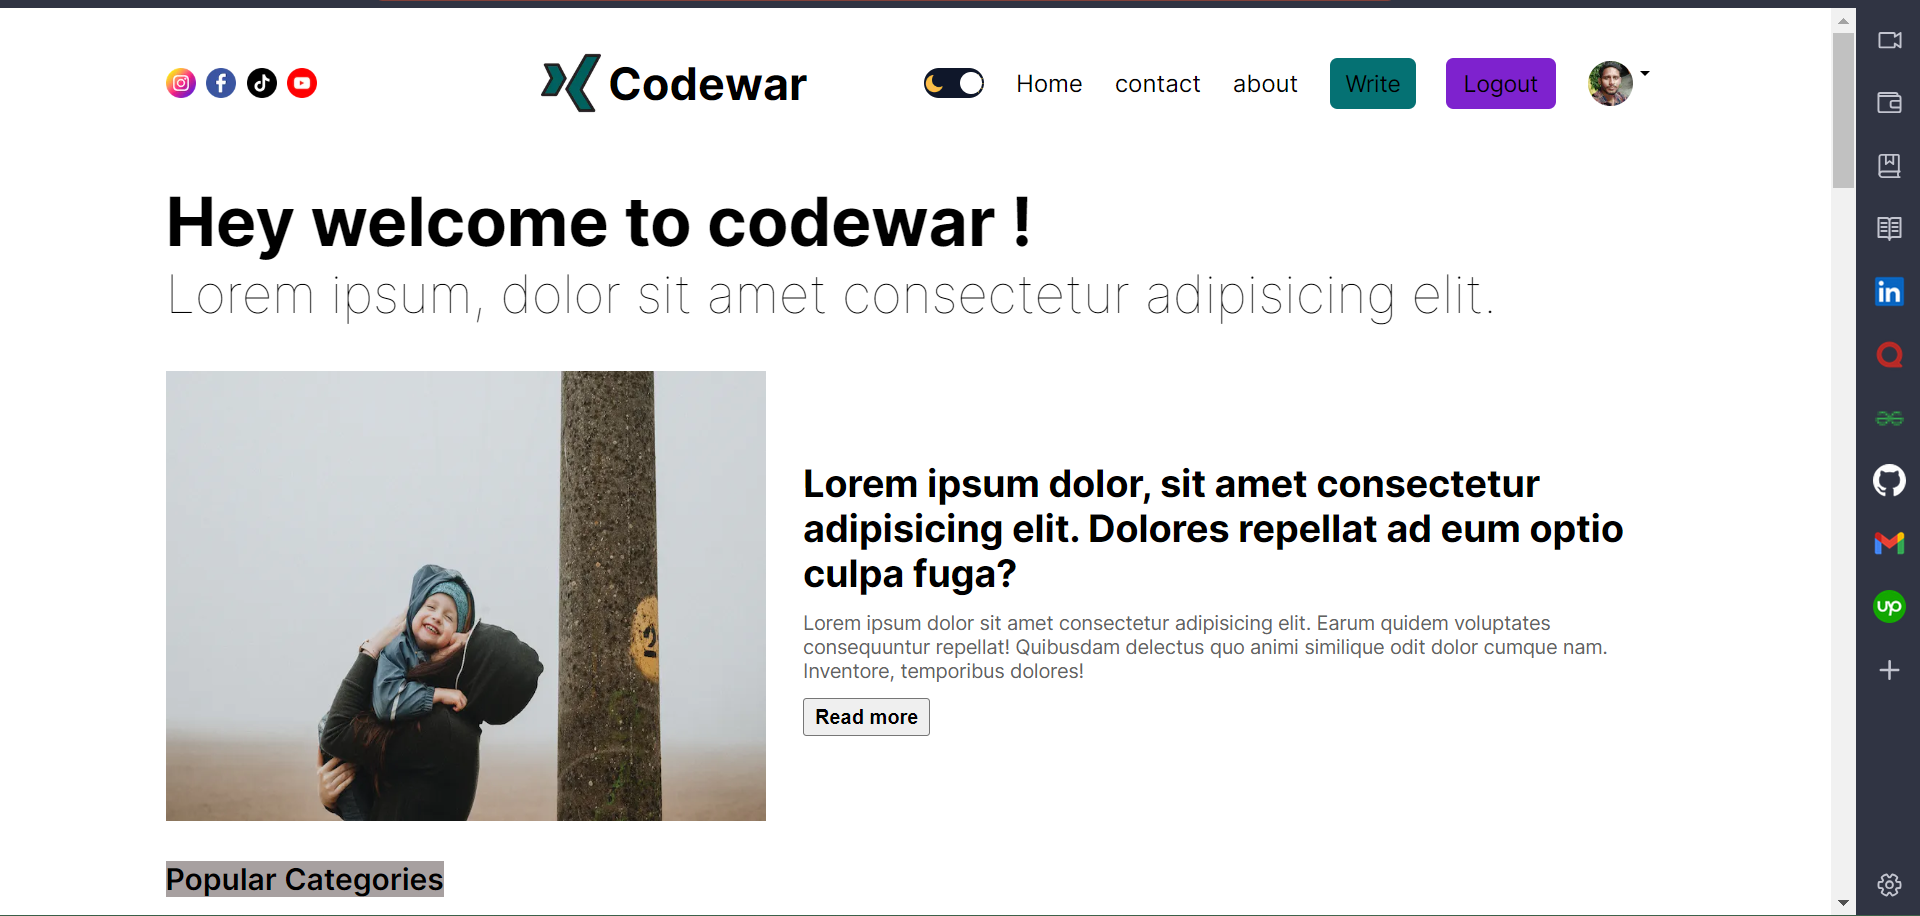 Codewar
Home
contact
about
Write
Logout
Hey welcome to codewar !
Lorem ipsum, dolor sit amet consectetur adipisicing elit.
Lorem ipsum dolor, sit amet consectetur
adipisicing elit. Dolores repellat ad eum optio
culpa fuga?
Lorem ipsum dolor sit amet consectetur adipisicing elit. Earum quidem voluptates
consequuntur repellat! Quibusdam delectus quo animi similique odit dolor cumque nam.
Inventore, temporibus dolores!
Read more
2
Popular Categories
in
up